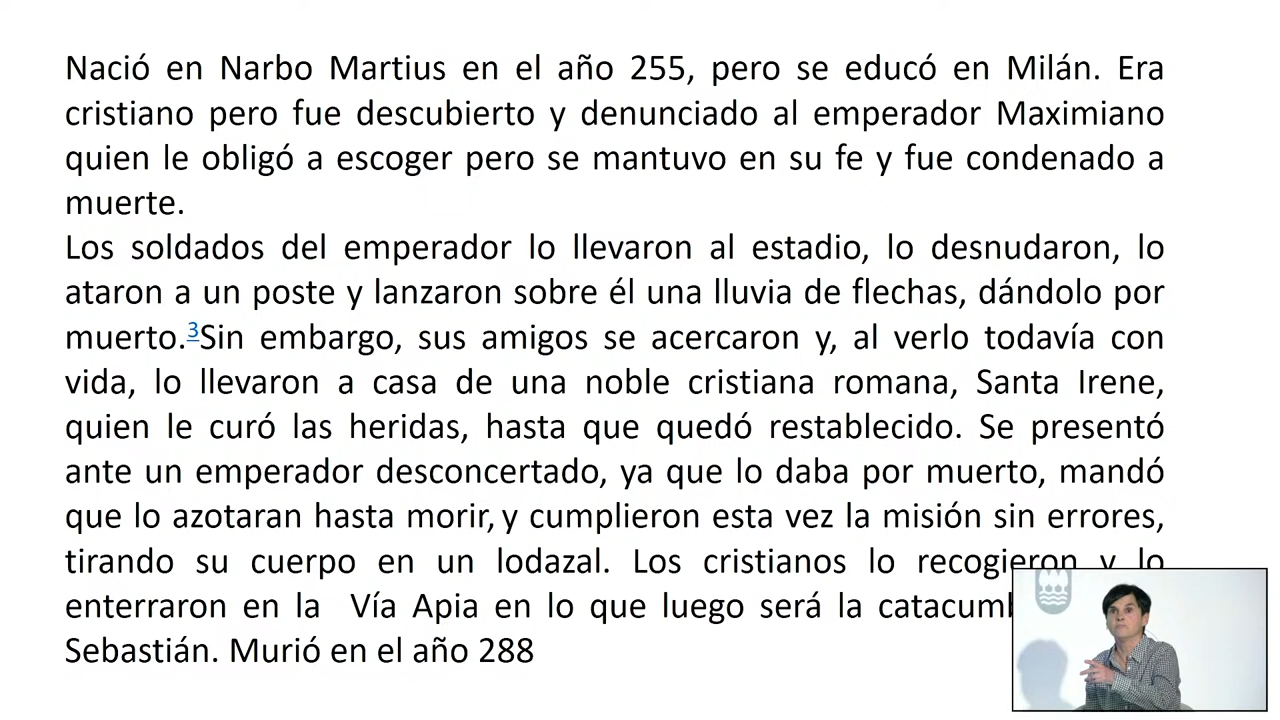 Nació en Narbo Martius en el año 255, pero se educó en Milán. Era
cristiano pero fue descubierto y denunciado al emperador Maximiano
quien le obligó a escoger pero se mantuvo en su fe y fue condenado a
muerte.
Los soldados del emperador lo llevaron al estadio, lo desnudaron, lo
ataron a un poste y lanzaron sobre él una lluvia de flechas, dándolo por
muerto.3Sin embargo, sus amigos se acercaron y, al verlo todavía con
vida, lo llevaron a casa de una noble cristiana romana, Santa Irene,
quien le curó las heridas, hasta que quedó restablecido. Se presentó
ante un emperador desconcertado, ya que lo daba por muerto, mandó
que lo azotaran hasta morir, y cumplieron esta vez la misión sin errores,
tirando su cuerpo en un lodazal. Los cristianos lo recogieron y lo
enterraron en la Vía Apia en lo que luego será la
Sebastián. Murió en el año 288